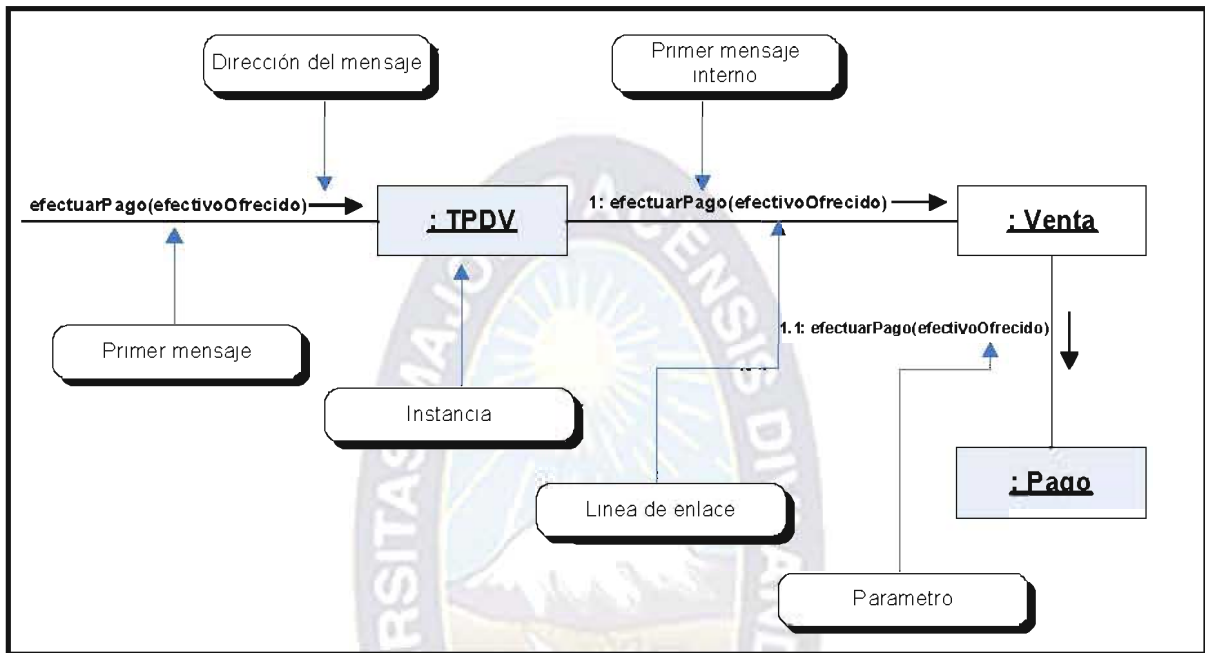 Dirección del mensaje
Primer mensaje
interno
efectuarPago(efectivoOfrecido)
: TPDV
1: efectuarPago(efectivoOfrecido)
: Venta
1.1: efectuarPago(efectivoOfrecido)
Primer mensaje
Instancia
Linea de enlace
: Pago
Parametro